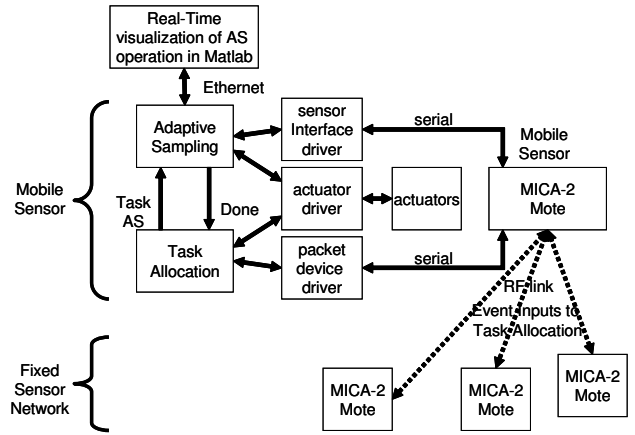 Real-Time
visualization of AS
operation in Matlab
Ethernet
Mobile
Sensor
Adaptive
Sampling
sensor
Interface
driver
serial
Mobile
Sensor
MICA-2
Mote
actuator
driver
actuators
Task
AS
Done
Task
Allocation
packet
device
driver
serial
RF link
Event Inputs to
Task Allocation
Fixed
Sensor
Network
MICA-2
Mote
MICA-2
Mote
MICA-2
Mote